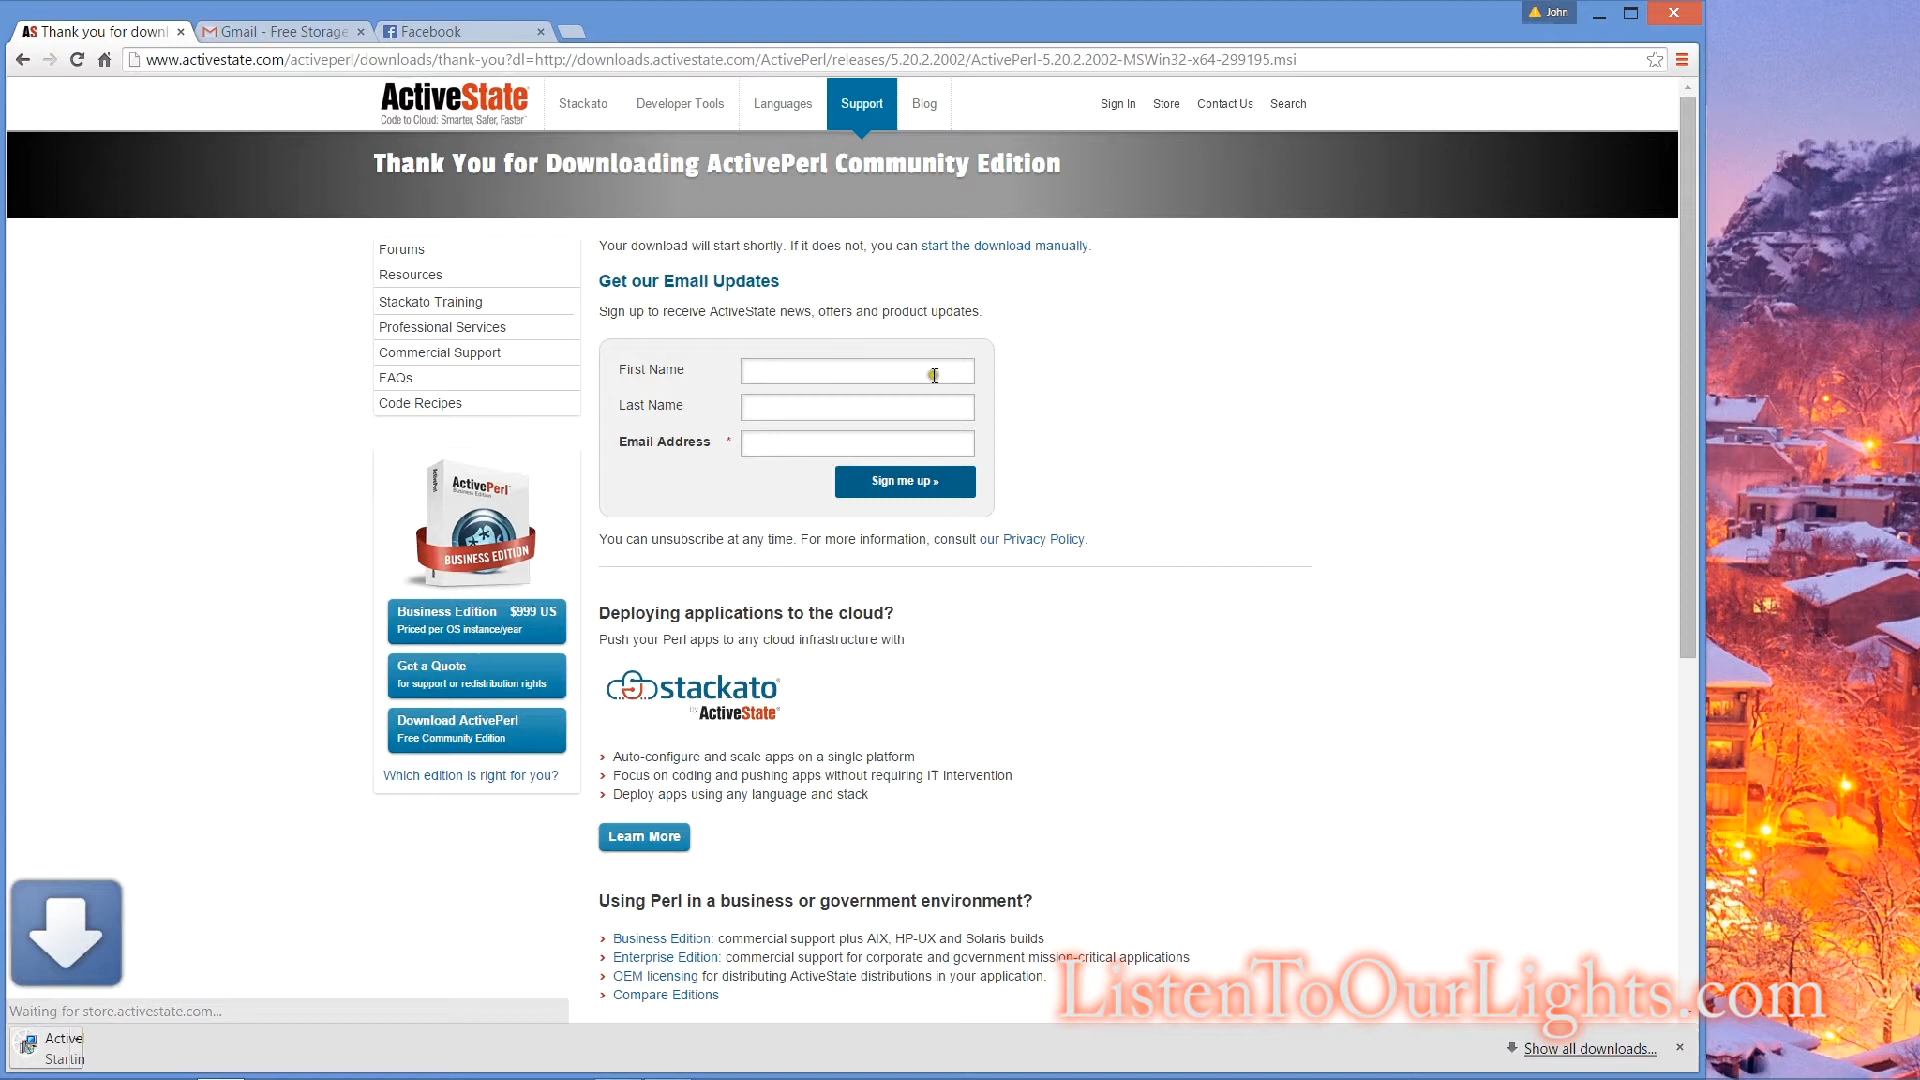 John
AS Thank you for downl
Gmail - Free Storage
Facebook
www.activestate.com/activeperl/downloads/thank-you?dl=http://downloads.activestate.com/ActivePerl/releases/5.20.2.2002/ActivePerl-5.20.2.2002-MSWin32-x64-299195.msi
ActiveState
Code to Cloud: Smarter, Safer, Faster™
Stackato
Developer Tools
Languages
Support
Blog
Sign In
Store
Contact Us
Search
Thank You for Downloading ActivePerl Community Edition
Forums
Resources
Stackato Training
Professional Services
Commercial Support
FAQs
Code Recipes
ActivePerl
Business Edition
BUSINESS EDITION
Business Edition $999 US
Priced per OS instance/year
Get a Quote
for support or redistribution rights
Download ActivePerl
Free Community Edition
Which edition is right for you?
Your download will start shortly. If it does not, you can start the download manually.
Get our Email Updates
Sign up to receive ActiveState news, offers and product updates.
First Name
Last Name
Email Address *
Sign me up »
You can unsubscribe at any time. For more information, consult our Privacy Policy.
Deploying applications to the cloud?
Push your Perl apps to any cloud infrastructure with
stackato
by ActiveState®
Auto-configure and scale apps on a single platform
Focus on coding and pushing apps without requiring IT intervention
Deploy apps using any language and stack
Learn More
Using Perl in a business or government environment?
Business Edition: commercial support plus AIX, HP-UX and Solaris builds
Enterprise Edition: commercial support for corporate and government mission-critical applications
OEM licensing for distributing ActiveState distributions in your application.
Compare Editions
ListenToOurLights.com
Waiting for store.activestate.com...
Active
Startin
Show all downloads...